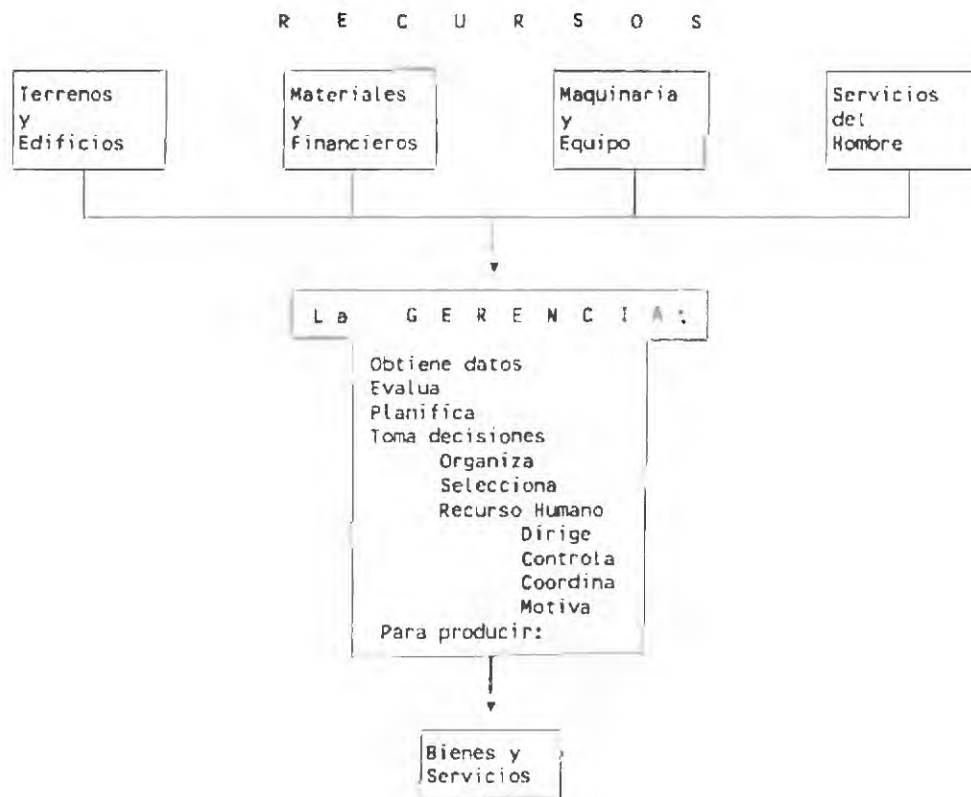 R E C U R S O S
Terrenos
y
Edificios
Materiales
y
Financieros
Maquinaria
y
Equipo
Servicios
del
Hombre
La G E R E N C I A:
Obtiene datos
Evalua
Planifica
Toma decisiones
Organiza
Selecciona
Recurso Humano
Dirige
Controla
Coordina
Motiva
Para producir:
Bienes y
Servicios